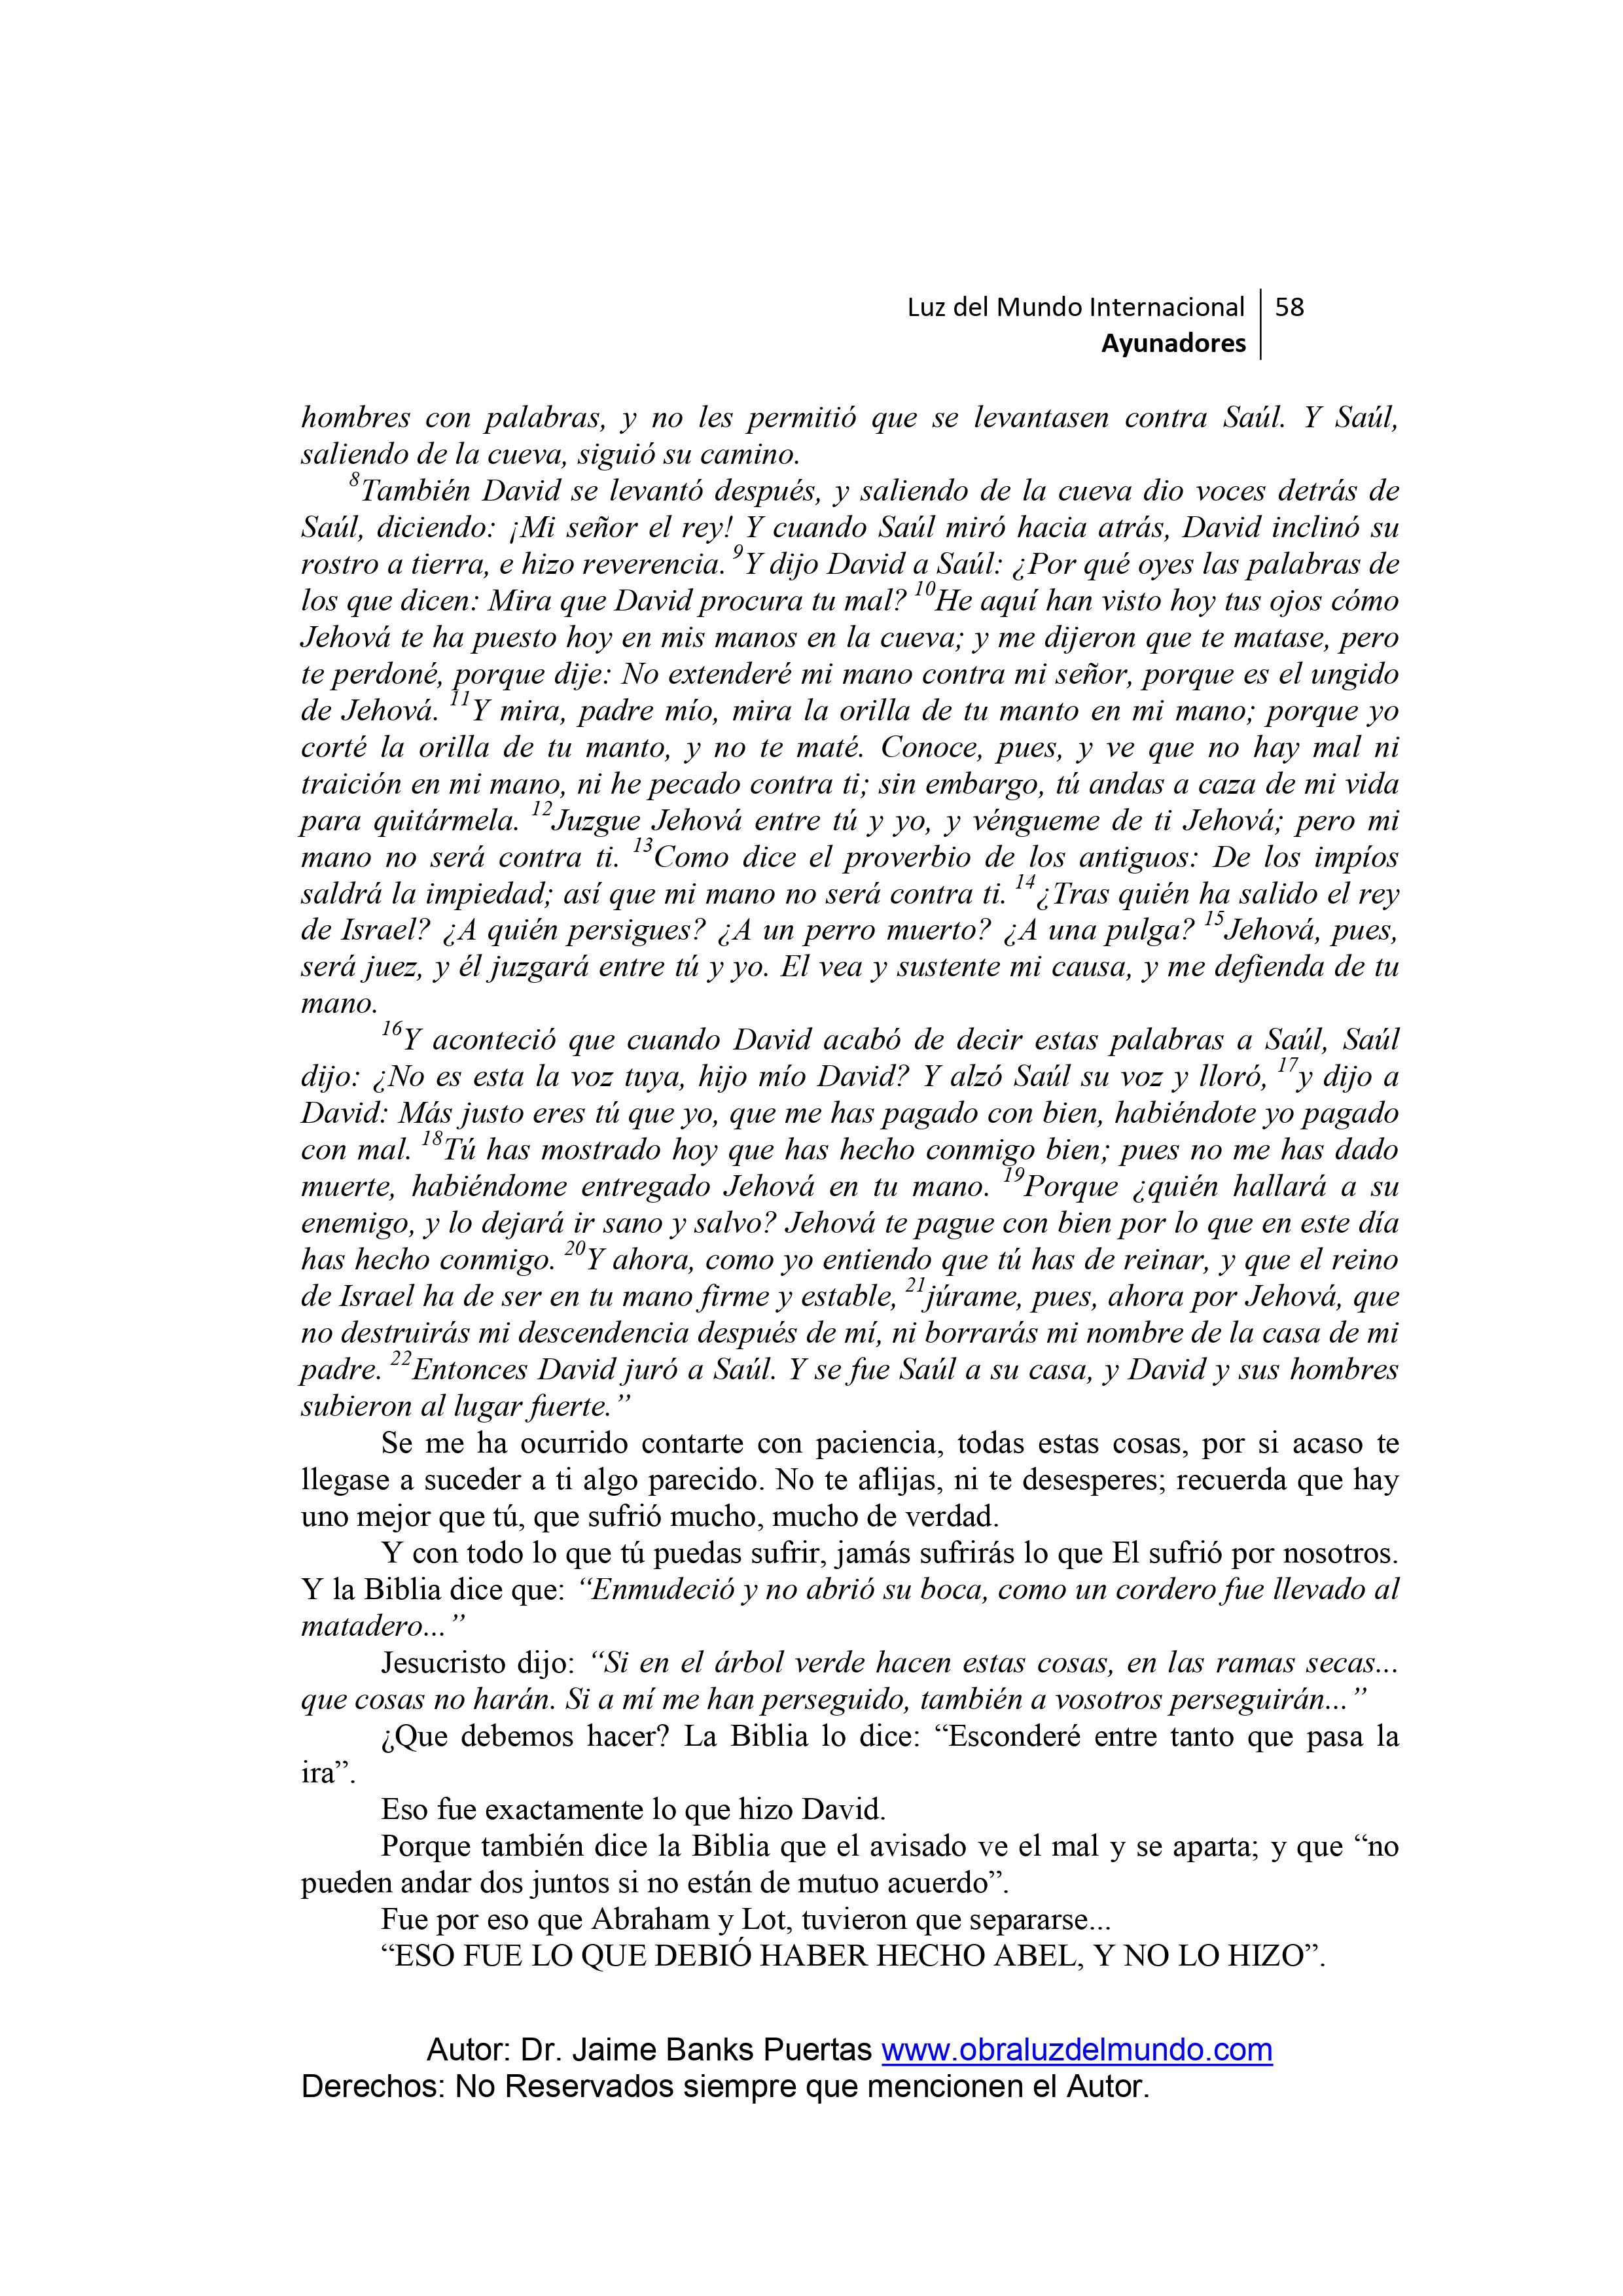 Luz del Mundo Internacional 58
Ayunadores
hombres con palabras, y no les permitió que se levantasen contra Saúl. Y Saúl,
saliendo de la cueva, siguió su camino.
8También David se levantó después, y saliendo de la cueva dio voces detrás de
Saúl, diciendo: ¡Mi señor el rey! Y cuando Saúl miró hacia atrás, David inclinó su
rostro a tierra, e hizo reverencia. 9Y dijo David a Saúl: ¿Por qué oyes las palabras de
los que dicen: Mira que David procura tu mal? 10He aquí han visto hoy tus ojos cómo
Jehová te ha puesto hoy en mis manos en la cueva; y me dijeron que te matase, pero
te perdoné, porque dije: No extenderé mi mano contra mi señor, porque es el ungido
de Jehová. 11Y mira, padre mío, mira la orilla de tu manto en mi mano; porque yo
corté la orilla de tu manto, y no te maté. Conoce, pues, y ve que no hay mal ni
traición en mi mano, ni he pecado contra ti; sin embargo, tú andas a caza de mi vida
para quitármela. 12Juzgue Jehová entre tú y yo, y véngueme de ti Jehová; pero mi
mano no será contra ti. 13Como dice el proverbio de los antiguos: De los impíos
saldrá la impiedad; así que mi mano no será contra ti. 14¿Tras quién ha salido el rey
de Israel? ¿A quién persigues? ¿A un perro muerto? ¿A una pulga? 15Jehová, pues,
será juez, y él juzgará entre tú y yo. El vea y sustente mi causa, y me defienda de tu
mano.
16Y aconteció que cuando David acabó de decir estas palabras a Saúl, Saúl
dijo: ¿No es esta la voz tuya, hijo mío David? Y alzó Saúl su voz y lloró, 17y dijo a
David: Más justo eres tú que yo, que me has pagado con bien, habiéndote yo pagado
con mal. 18Tú has mostrado hoy que has hecho conmigo bien; pues no me has dado
muerte, habiéndome entregado Jehová en tu mano. 19Porque ¿quién hallará a su
enemigo, y lo dejará ir sano y salvo? Jehová te pague con bien por lo que en este día
has hecho conmigo. 20Y ahora, como yo entiendo que tú has de reinar, y que el reino
de Israel ha de ser en tu mano firme y estable, 21júrame, pues, ahora por Jehová, que
no destruirás mi descendencia después de mí, ni borrarás mi nombre de la casa de mi
padre. 22Entonces David juró a Saúl. Y se fue Saúl a su casa, y David y sus hombres
subieron al lugar fuerte.”
Se me ha ocurrido contarte con paciencia, todas estas cosas, por si acaso te
llegase a suceder a ti algo parecido. No te aflijas, ni te desesperes; recuerda que hay
uno mejor que tú, que sufrió mucho, mucho de verdad.
Y con todo lo que tú puedas sufrir, jamás sufrirás lo que El sufrió por nosotros.
Y la Biblia dice que: “Enmudeció y no abrió su boca, como un cordero fue llevado al
matadero...”
Jesucristo dijo: “Si en el árbol verde hacen estas cosas, en las ramas secas...
que cosas no harán. Si a mí me han perseguido, también a vosotros perseguirán...”
¿Que debemos hacer? La Biblia lo dice: “Esconderé entre tanto que pasa la
ira”.
Eso fue exactamente lo que hizo David.
Porque también dice la Biblia que el avisado ve el mal y se aparta; y que “no
pueden andar dos juntos si no están de mutuo acuerdo”.
Fue por eso que Abraham y Lot, tuvieron que separarse...
“ESO FUE LO QUE DEBIÓ HABER HECHO ABEL, Y NO LO HIZO”.
Autor: Dr. Jaime Banks Puertas www.obraluzdelmundo.com
Derechos: No Reservados siempre que mencionen el Autor.